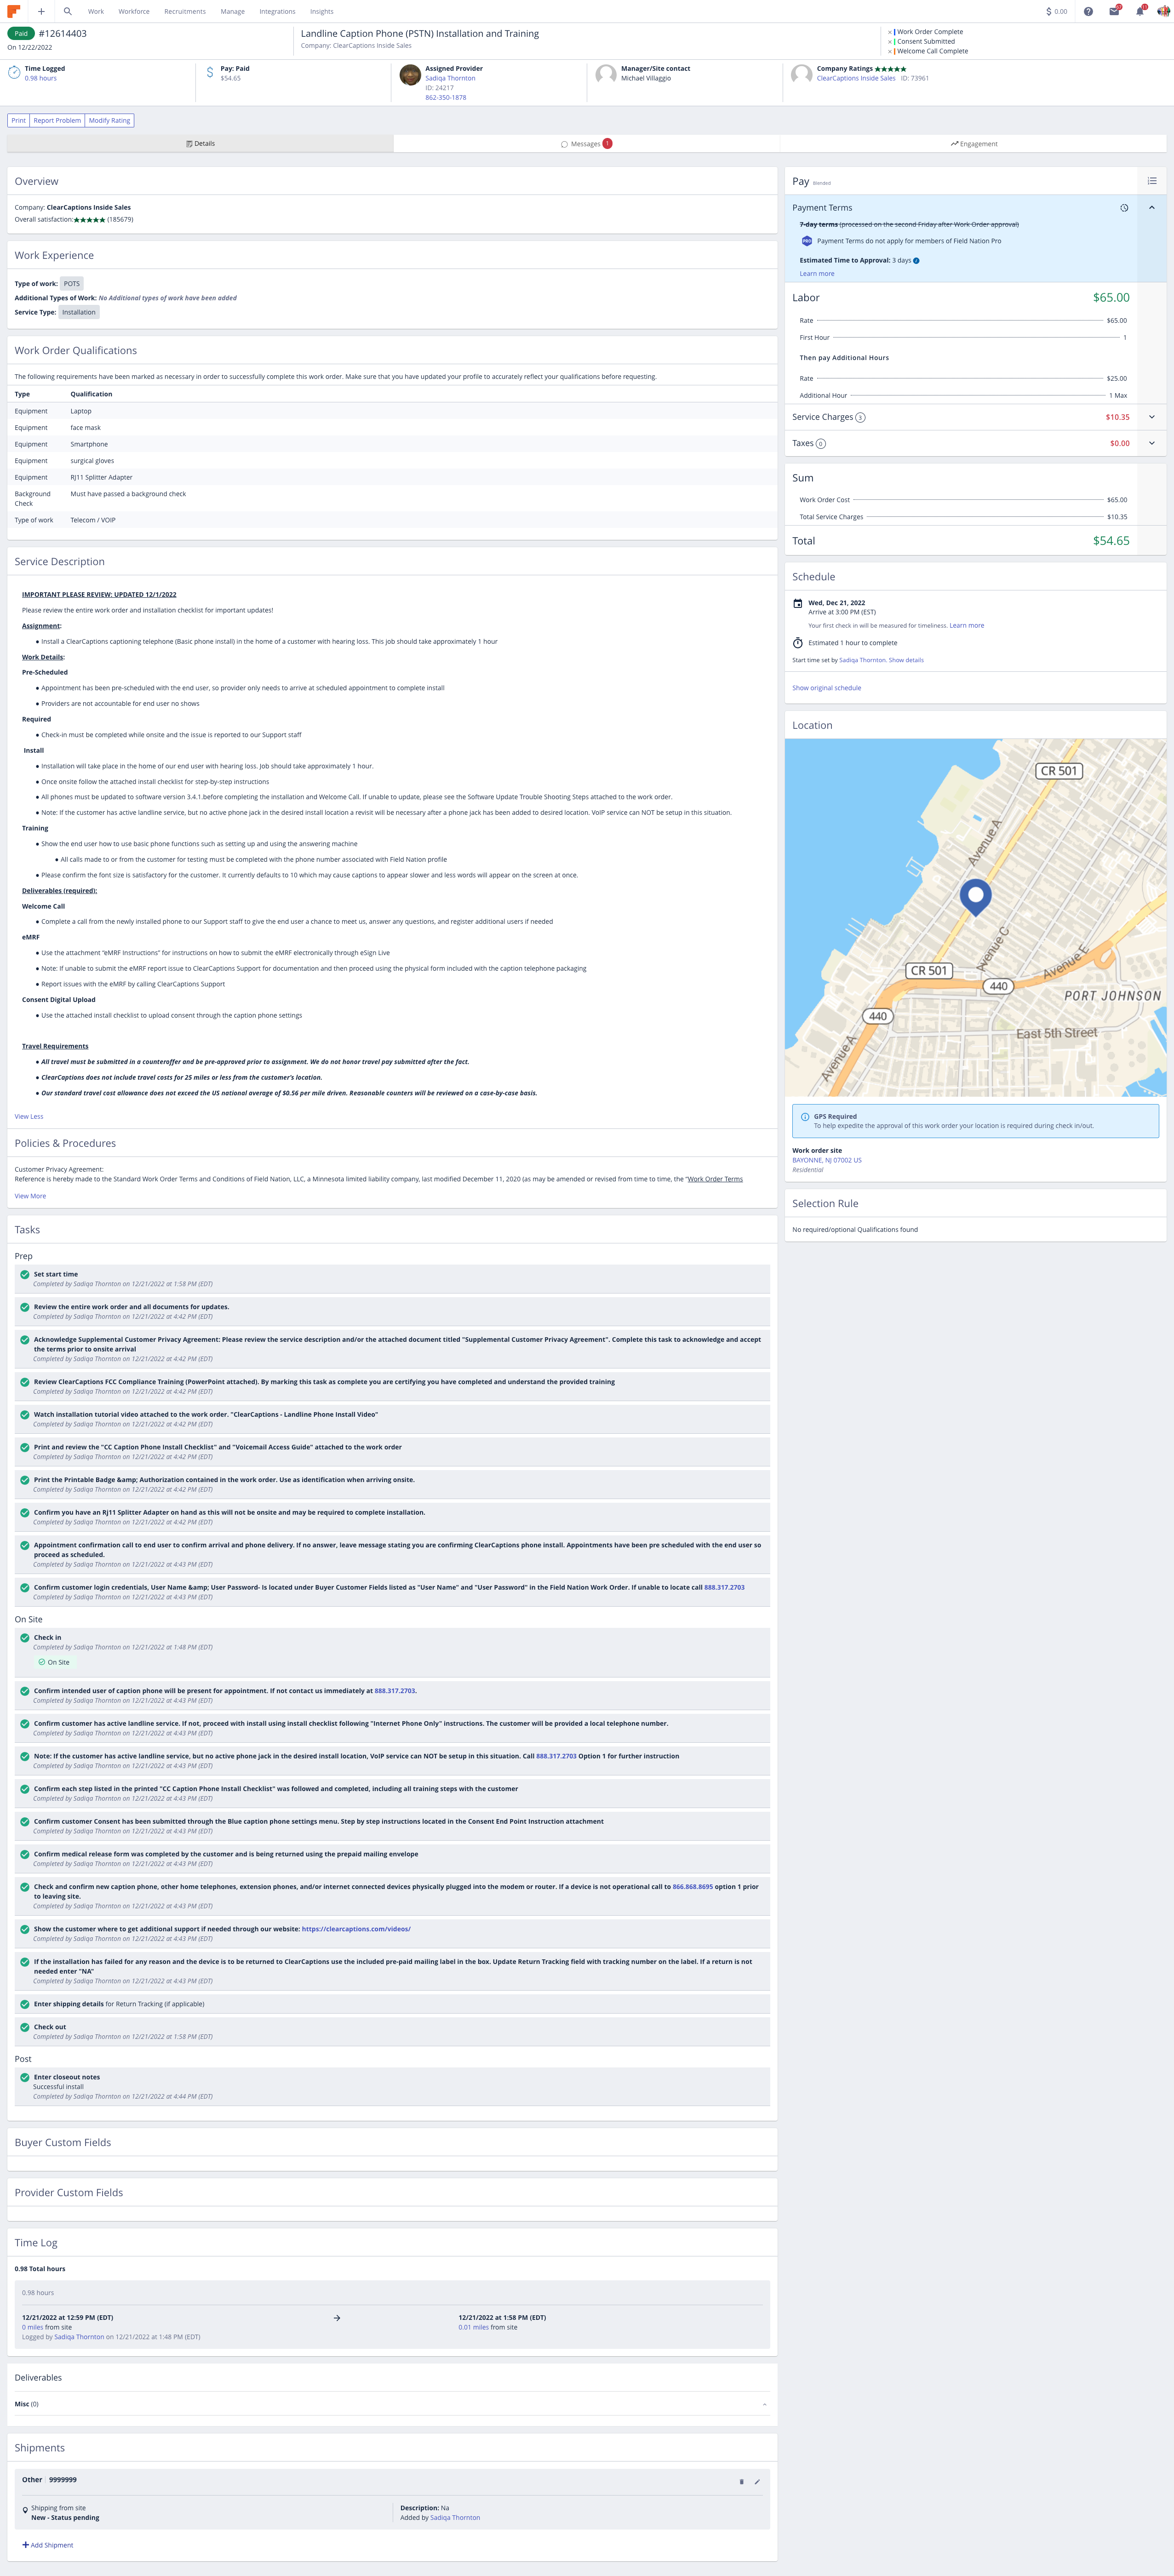 Work Workforce Recruitments Manage Integrations Insights
$ 0.00
Paid #12614403
On 12/22/2022
Landline Caption Phone (PSTN) Installation and Training
Company: ClearCaptions Inside Sales
Work Order Complete
Consent Submitted
Welcome Call Complete
Time Logged
0.98 hours
Pay: Paid
$54.65
Assigned Provider
Sadiqa Thornton
ID: 24217
862-350-1878
Manager/Site contact
Michael Villaggio
Company Ratings
ClearCaptions Inside Sales ID: 73961
Print Report Problem Modify Rating
Details
Messages 1
Engagement
Overview
Company: ClearCaptions Inside Sales
Overall satisfaction: (185679)
Work Experience
Type of work: POTS
Additional Types of Work: No Additional types of work have been added
Service Type: Installation
Work Order Qualifications
The following requirements have been marked as necessary in order to successfully complete this work order. Make sure that you have updated your profile to accurately reflect your qualifications before requesting.
Type Qualification
Equipment Laptop
Equipment face mask
Equipment Smartphone
Equipment surgical gloves
Equipment RJ11 Splitter Adapter
Background Check Must have passed a background check
Type of work Telecom / VOIP
Service Description
IMPORTANT PLEASE REVIEW: UPDATED 12/1/2022
Please review the entire work order and installation checklist for important updates!
Assignment:
• Install a ClearCaptions captioning telephone (Basic phone install) in the home of a customer with hearing loss. This job should take approximately 1 hour
Work Details:
Pre-Scheduled
• Appointment has been pre-scheduled with the end user, so provider only needs to arrive at scheduled appointment to complete install
• Providers are not accountable for end user no shows
Required
• Check-in must be completed while onsite and the issue is reported to our Support staff
Install
• Installation will take place in the home of our end user with hearing loss. Job should take approximately 1 hour.
• Once onsite follow the attached install checklist for step-by-step instructions
• All phones must be updated to software version 3.4.1.before completing the installation and Welcome Call. If unable to update, please see the Software Update Trouble Shooting Steps attached to the work order.
• Note: If the customer has active landline service, but no active phone jack in the desired install location a revisit will be necessary after a phone jack has been added to desired location. VoIP service can NOT be setup in this situation.
Training
• Show the end user how to use basic phone functions such as setting up and using the answering machine
• All calls made to or from the customer for testing must be completed with the phone number associated with Field Nation profile
• Please confirm the font size is satisfactory for the customer. It currently defaults to 10 which may cause captions to appear slower and less words will appear on the screen at once.
Deliverables (required):
Welcome Call
• Complete a call from the newly installed phone to our Support staff to give the end user a chance to meet us, answer any questions, and register additional users if needed
eMRF
• Use the attachment "eMRF Instructions" for instructions on how to submit the eMRF electronically through eSign Live
• Note: If unable to submit the eMRF report issue to ClearCaptions Support for documentation and then proceed using the physical form included with the caption telephone packaging
• Report issues with the eMRF by calling ClearCaptions Support
Consent Digital Upload
• Use the attached install checklist to upload consent through the caption phone settings
Travel Requirements
• All travel must be submitted in a counteroffer and be pre-approved prior to assignment. We do not honor travel pay submitted after the fact.
• ClearCaptions does not include travel costs for 25 miles or less from the customer's location.
• Our standard travel cost allowance does not exceed the US national average of $0.56 per mile driven. Reasonable counters will be reviewed on a case-by-case basis.
View Less
Policies & Procedures
Customer Privacy Agreement:
Reference is hereby made to the Standard Work Order Terms and Conditions of Field Nation, LLC, a Minnesota limited liability company, last modified December 11, 2020 (as may be amended or revised from time to time, the "Work Order Terms
View More
Tasks
Prep
Set start time
Completed by Sadiqa Thornton on 12/21/2022 at 1:58 PM (EDT)
Review the entire work order and all documents for updates.
Completed by Sadiqa Thornton on 12/21/2022 at 4:42 PM (EDT)
Acknowledge Supplemental Customer Privacy Agreement: Please review the service description and/or the attached document titled "Supplemental Customer Privacy Agreement". Complete this task to acknowledge and accept
the terms prior to onsite arrival
Completed by Sadiqa Thornton on 12/21/2022 at 4:42 PM (EDT)
Review ClearCaptions FCC Compliance Training (PowerPoint attached). By marking this task as complete you are certifying you have completed and understand the provided training
Completed by Sadiqa Thornton on 12/21/2022 at 4:42 PM (EDT)
Watch installation tutorial video attached to the work order. "ClearCaptions - Landline Phone Install Video"
Completed by Sadiqa Thornton on 12/21/2022 at 4:42 PM (EDT)
Print and review the "CC Caption Phone Install Checklist" and "Voicemail Access Guide" attached to the work order
Completed by Sadiqa Thornton on 12/21/2022 at 4:42 PM (EDT)
Print the Printable Badge &amp; Authorization contained in the work order. Use as identification when arriving onsite.
Completed by Sadiqa Thornton on 12/21/2022 at 4:42 PM (EDT)
Confirm you have an RJ11 Splitter Adapter on hand as this will not be onsite and may be required to complete installation.
Completed by Sadiqa Thornton on 12/21/2022 at 4:42 PM (EDT)
Appointment confirmation call to end user to confirm arrival and phone delivery. If no answer, leave message stating you are confirming ClearCaptions phone install. Appointments have been pre scheduled with the end user so
proceed as scheduled.
Completed by Sadiqa Thornton on 12/21/2022 at 4:43 PM (EDT)
Confirm customer login credentials, User Name &amp; User Password- Is located under Buyer Customer Fields listed as "User Name" and "User Password" in the Field Nation Work Order. If unable to locate call 888.317.2703
Completed by Sadiqa Thornton on 12/21/2022 at 4:43 PM (EDT)
On Site
Check in
Completed by Sadiqa Thornton on 12/21/2022 at 1:48 PM (EDT)
On Site
Confirm intended user of caption phone will be present for appointment. If not contact us immediately at 888.317.2703.
Completed by Sadiqa Thornton on 12/21/2022 at 4:43 PM (EDT)
Confirm customer has active landline service. If not, proceed with install using install checklist following "Internet Phone Only" instructions. The customer will be provided a local telephone number.
Completed by Sadiqa Thornton on 12/21/2022 at 4:43 PM (EDT)
Note: If the customer has active landline service, but no active phone jack in the desired install location, VoIP service can NOT be setup in this situation. Call 888.317.2703 Option 1 for further instruction
Completed by Sadiqa Thornton on 12/21/2022 at 4:43 PM (EDT)
Confirm each step listed in the printed "CC Caption Phone Install Checklist" was followed and completed, including all training steps with the customer
Completed by Sadiqa Thornton on 12/21/2022 at 4:43 PM (EDT)
Confirm customer Consent has been submitted through the Blue caption phone settings menu. Step by step instructions located in the Consent End Point Instruction attachment
Completed by Sadiqa Thornton on 12/21/2022 at 4:43 PM (EDT)
Confirm medical release form was completed by the customer and is being returned using the prepaid mailing envelope
Completed by Sadiqa Thornton on 12/21/2022 at 4:43 PM (EDT)
Check and confirm new caption phone, other home telephones, extension phones, and/or internet connected devices physically plugged into the modem or router. If a device is not operational call to 866.868.8695 option 1 prior
to leaving site.
Completed by Sadiqa Thornton on 12/21/2022 at 4:43 PM (EDT)
Show the customer where to get additional support if needed through our website: https://clearcaptions.com/videos/
Completed by Sadiqa Thornton on 12/21/2022 at 4:43 PM (EDT)
If the installation has failed for any reason and the device is to be returned to ClearCaptions use the included pre-paid mailing label in the box. Update Return Tracking field with tracking number on the label. If a return is not
needed enter "NA"
Completed by Sadiqa Thornton on 12/21/2022 at 4:43 PM (EDT)
Enter shipping details for Return Tracking (if applicable)
Check out
Completed by Sadiqa Thornton on 12/21/2022 at 1:58 PM (EDT)
Post
Enter closeout notes
Successful install
Completed by Sadiqa Thornton on 12/21/2022 at 4:44 PM (EDT)
Buyer Custom Fields
Provider Custom Fields
Time Log
0.98 Total hours
0.98 hours
12/21/2022 at 12:59 PM (EDT) 12/21/2022 at 1:58 PM (EDT)
0 miles from site 0.01 miles from site
Logged by Sadiqa Thornton on 12/21/2022 at 1:48 PM (EDT)
Deliverables
Misc (0)
Shipments
Other 9999999
Shipping from site
New - Status pending
Description: Na
Added by Sadiqa Thornton
Add Shipment
Pay Blended
Payment Terms
7-day terms (processed on the second Friday after Work Order approval)
PRO Payment Terms do not apply for members of Field Nation Pro
Estimated Time to Approval: 3 days
Learn more
Labor $65.00
Rate $65.00
First Hour 1
Then pay Additional Hours
Rate $25.00
Additional Hour 1 Max
Service Charges 3 $10.35
Taxes 0 $0.00
Sum
Work Order Cost $65.00
Total Service Charges $10.35
Total $54.65
Schedule
Wed, Dec 21, 2022
Arrive at 3:00 PM (EST)
Your first check in will be measured for timeliness. Learn more
Estimated 1 hour to complete
Start time set by Sadiqa Thornton. Show details
Show original schedule
Location
CR 501
Avenue A
Avenue C
CR 501
Avenue E
440
PORT JOHNSON
440
East 5th Street
Avenue A
GPS Required
To help expedite the approval of this work order your location is required during check in/out.
Work order site
BAYONNE, NJ 07002 US
Residential
Selection Rule
No required/optional Qualifications found